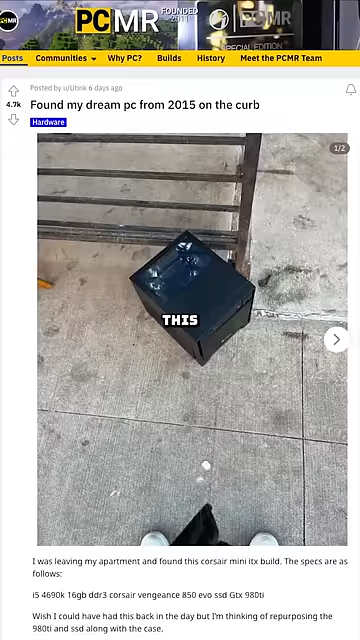 PCMR
FOUNDED
2011
PCMR
SPECIAL EDITION
Posts Communities Why PC? Builds History Meet the PCMR Team
Posted by u/Utink 6 days ago
4.7k Found my dream pc from 2015 on the curb
Hardware
1/2
THIS
I was leaving my apartment and found this corsair mini itx build. The specs are as
follows:
i5 4690k 16gb ddr3 corsair vengeance 850 evo ssd Gtx 980ti
Wish I could have had this back in the day but I'm thinking of repurposing the
980ti and ssd along with the case.